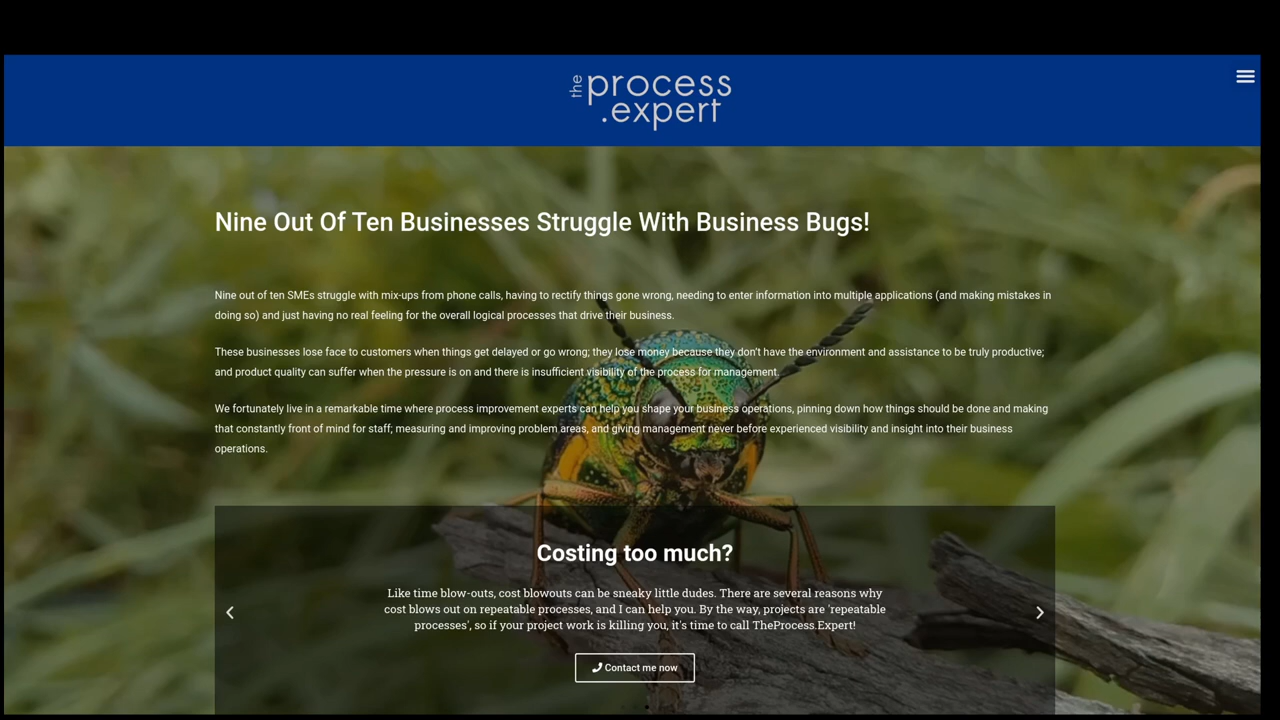 the process
.expert
Nine Out Of Ten Businesses Struggle With Business Bugs!
Nine out of ten SMEs struggle with mix-ups from phone calls, having to rectify things gone wrong, needing to enter information into multiple applications (and making mistakes in
doing so) and just having no real feeling for the overall logical processes that drive their business.
These businesses lose face to customers when things get delayed or go wrong; they lose money because they don't have the environment and assistance to be truly productive;
and product quality can suffer when the pressure is on and there is insufficient visibility of the process for management.
We fortunately live in a remarkable time where process improvement experts can help you shape your business operations, pinning down how things should be done and making
that constantly front of mind for staff; measuring and improving problem areas, and giving management never before experienced visibility and insight into their business
operations.
Costing too much?
Like time blow-outs, cost blowouts can be sneaky little dudes. There are several reasons why
cost blows out on repeatable processes, and I can help you. By the way, projects are 'repeatable
processes', so if your project work is killing you, it's time to call TheProcess.Expert!
Contact me now